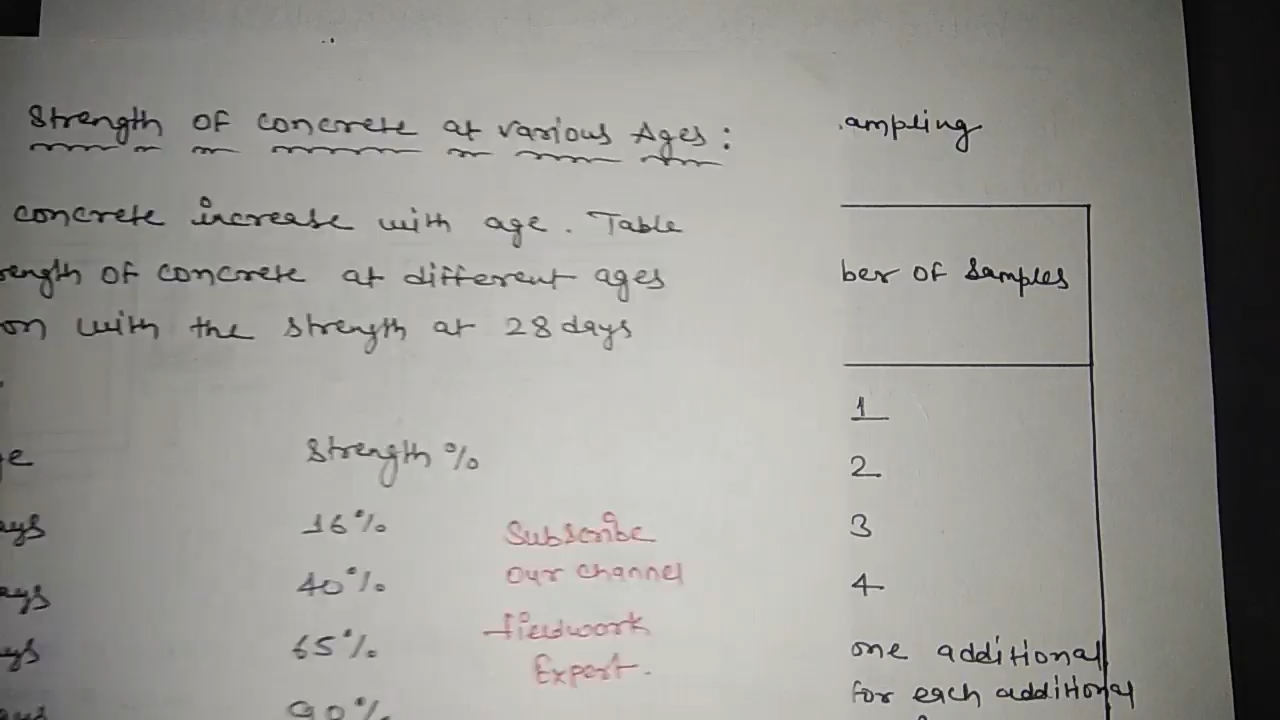 Strength OF concrete at various Ages :
concrete increase with age. Table
rength OF concrete at different ages
on with the strength at 28 days
Strength %
ays 16%
ays 40%
ys 65%
90%
Subscribe
our channel
fieldwork
Expert.
ampling
ber OF Samples
1
2
3
4
one additional
for each additional